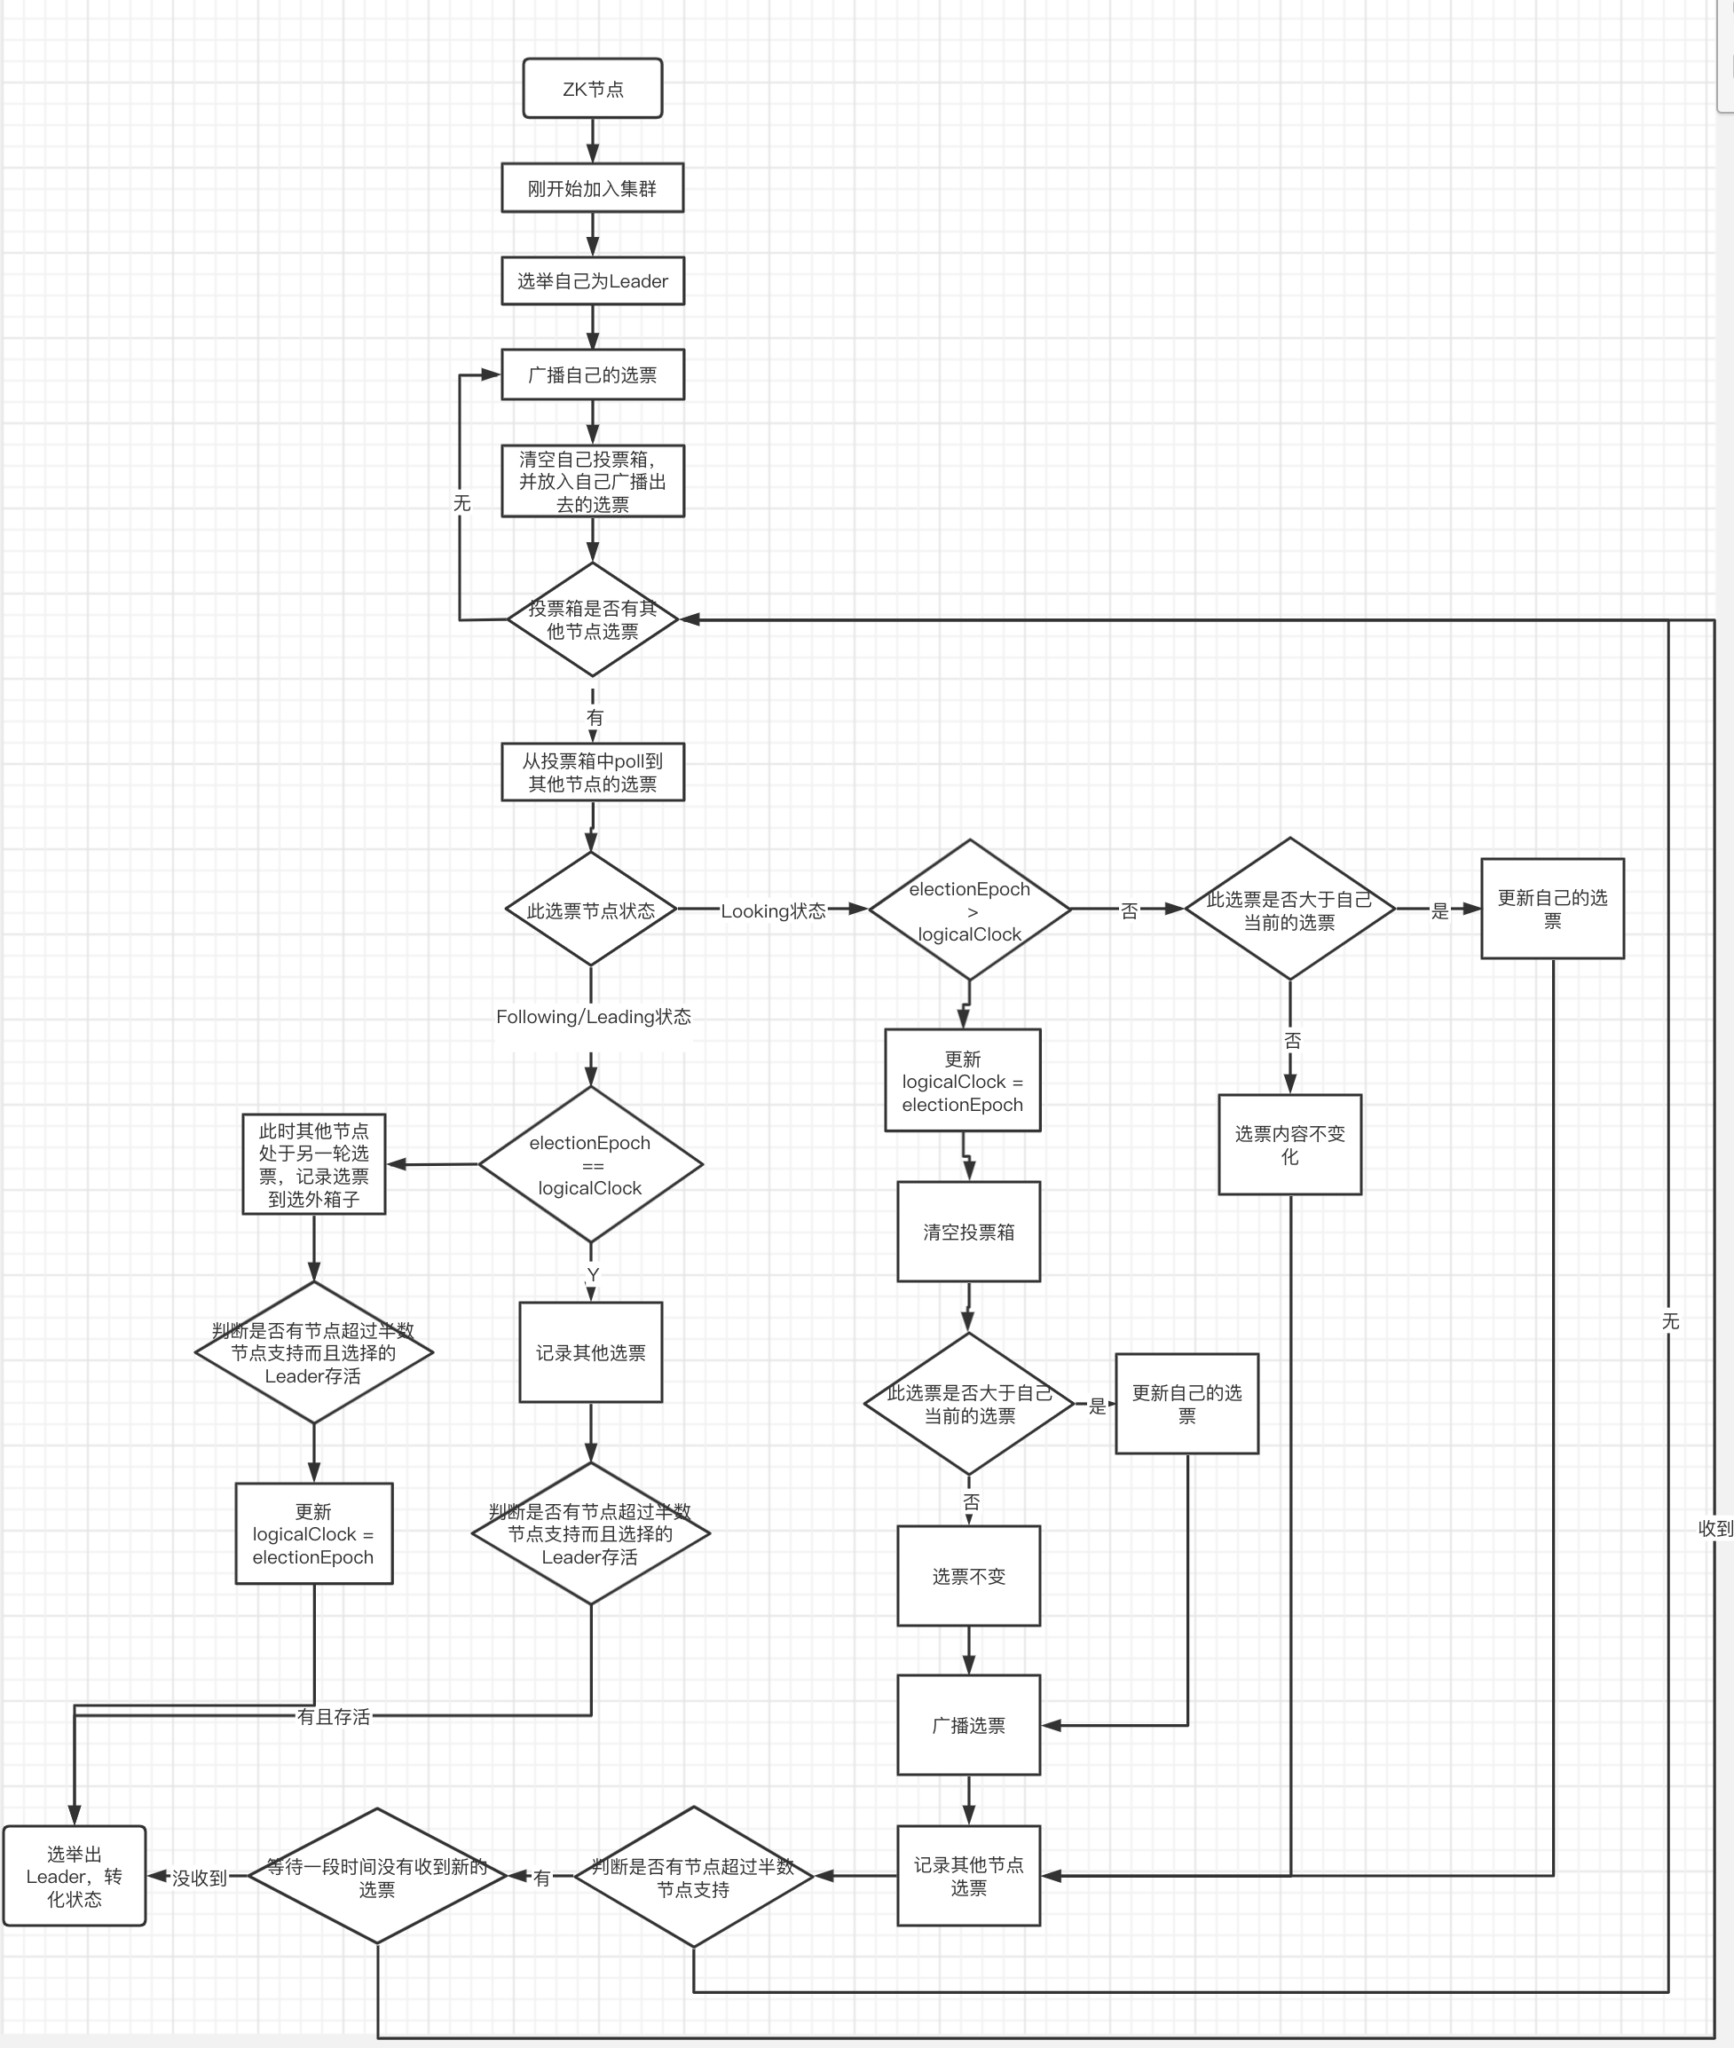 ZK节点
刚开始加入集群
选举自己为Leader
广播自己的选票
清空自己投票箱，
并放入自己广播出
去的选票
无
投票箱是否有其
他节点选票
有
从投票箱中poll到
其他节点的选票
此选票节点状态
Looking状态
electionEpoch
>
logicalClock
否
此选票是否大于自己
当前的选票
是
更新自己的选
票
Following/Leading状态
更新
logicalClock =
electionEpoch
否
选票内容不变
化
此时其他节点
处于另一轮选
票，记录选票
到选外箱子
electionEpoch
==
logicalClock
清空投票箱
Y
判断是否有节点超过半数
节点支持而且选择的
Leader存活
记录其他选票
此选票是否大于自己
当前的选票
是
更新自己的选
票
无
更新
logicalClock =
electionEpoch
判断是否有节点超过半数
节点支持而且选择的
Leader存活
否
选票不变
收到
有且存活
广播选票
选举出
Leader，转
化状态
没收到
等待一段时间没有收到新的
选票
有
判断是否有节点超过半数
节点支持
记录其他节点
选票